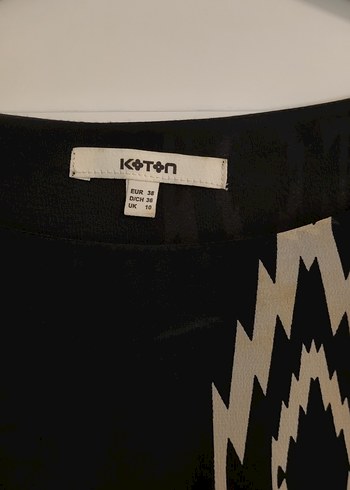 KOTON
EUR 38
D/CH 36
UK 10